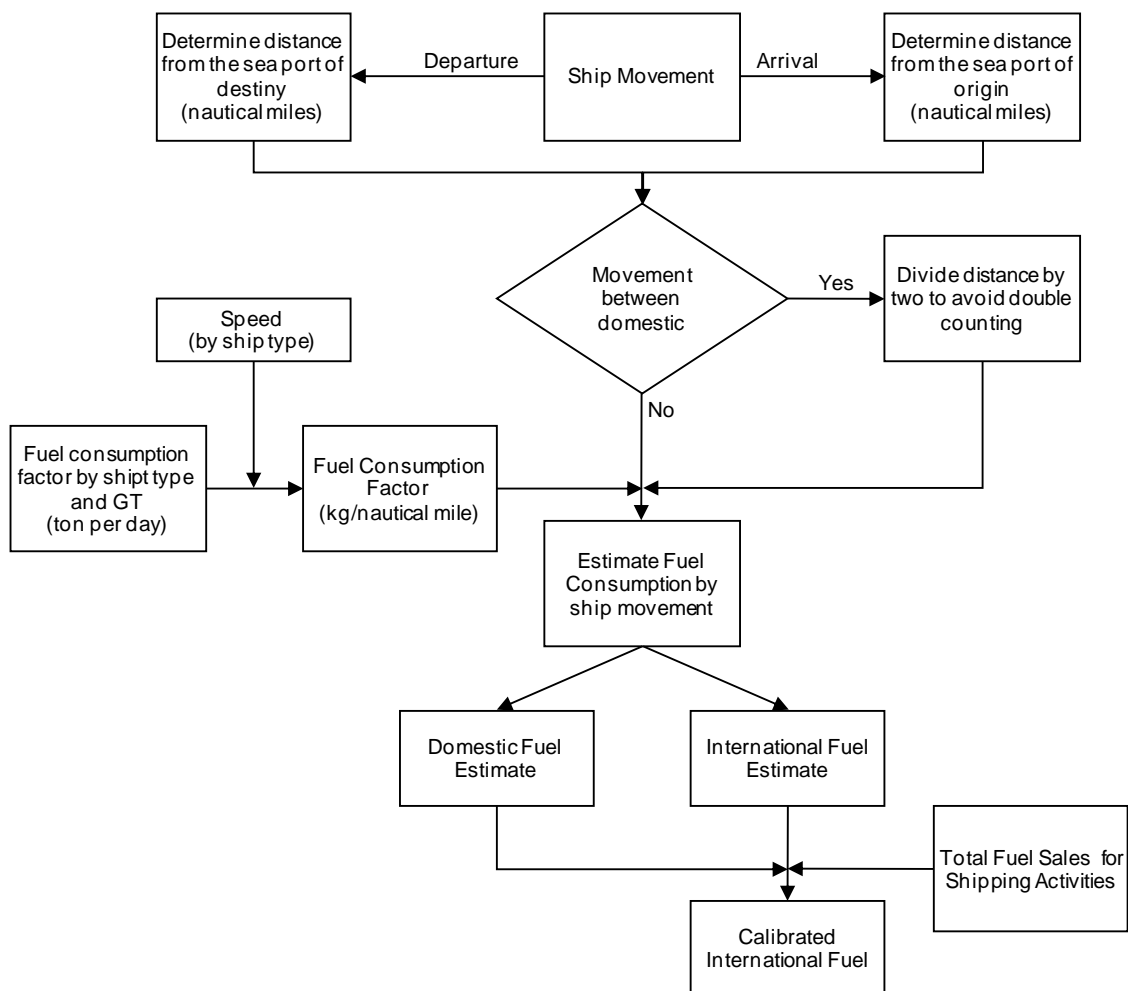 Determine distance
from the sea port of
destiny
(nautical miles)
Departure
Ship Movement
Arrival
Determine distance
from the sea port of
origin
(nautical miles)
Movement
between
domestic
Yes
Divide distance by
two to avoid double
counting
Speed
(by ship type)
No
Fuel consumption
factor by shipt type
and GT
(ton per day)
Fuel Consumption
Factor
(kg/nautical mile)
Estimate Fuel
Consumption by
ship movement
Domestic Fuel
Estimate
International Fuel
Estimate
Total Fuel Sales for
Shipping Activities
Calibrated
International Fuel